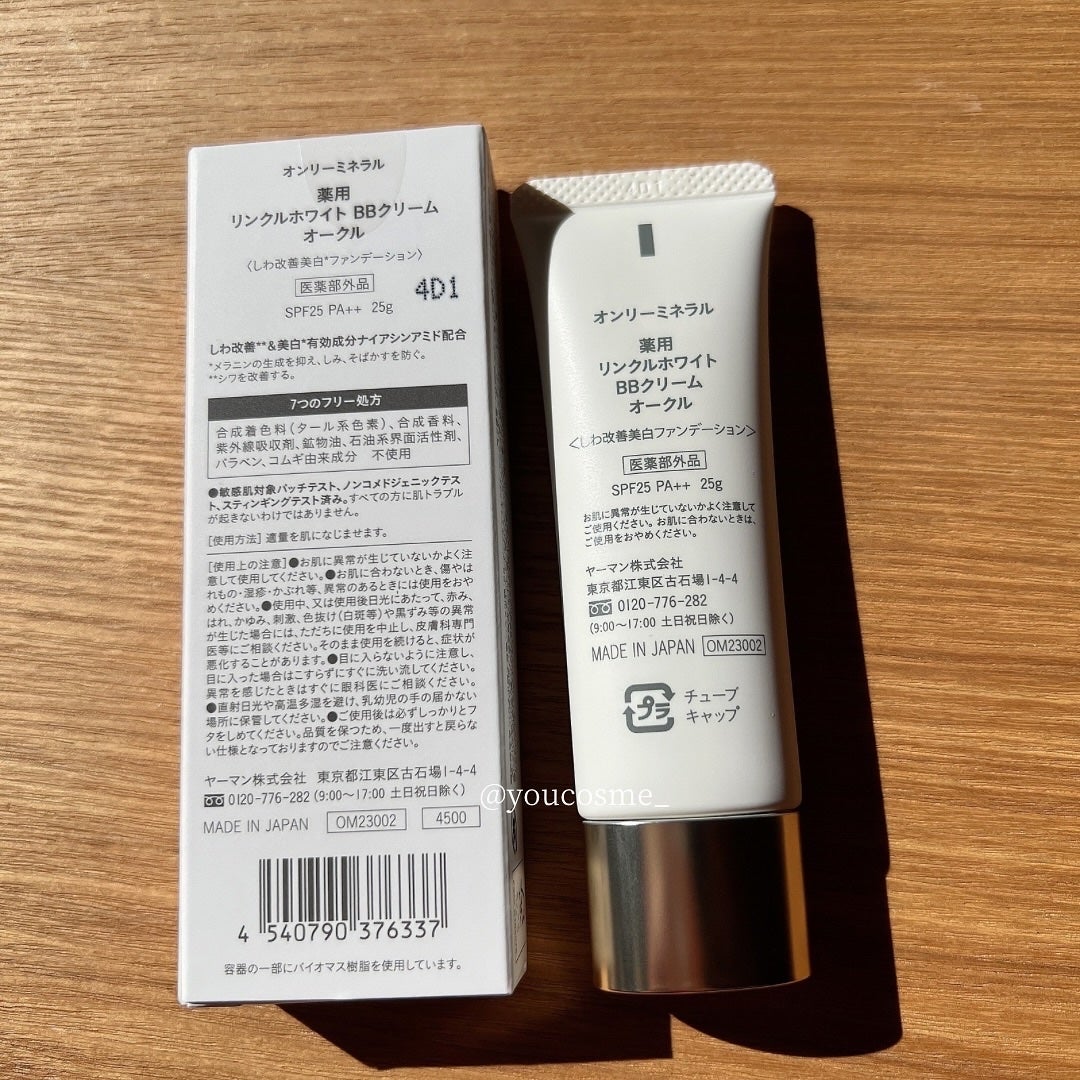 オンリーミネラル
薬用
リンクルホワイト BBクリーム
オークル
〈しわ改善美白*ファンデーション〉
医薬部外品
4D1
SPF25 PA++ 25g
しわ改善**&美白*有効成分ナイアシンアミド配合
*メラニンの生成を抑え、しみ、そばかすを防ぐ。
**シワを改善する。
7つのフリー処方
合成着色料(タール系色素)、合成香料、
紫外線吸収剤、鉱物油、石油系界面活性剤、
パラベン、コムギ由来成分 不使用
●敏感肌対象パッチテスト、ノンコメドジェニックテス
ト、スティンギングテスト済み。すべての方に肌トラブル
が起きないわけではありません。
[使用方法] 適量を肌になじませます。
[使用上の注意]●お肌に異常が生じていないかよく注
意して使用してください。●お肌に合わないとき、傷やは
れもの・湿疹・かぶれ等、異常のあるときには使用をおや
めください。●使用中、又は使用後日光にあたって、赤み、
はれ、かゆみ、刺激、色抜け(白斑等)や黒ずみ等の異常
が生じた場合には、ただちに使用を中止し、皮膚科専門
医等にご相談ください。そのまま使用を続けると、症状が
悪化することがあります。●目に入らないように注意し、
目に入った場合はこすらずにすぐに洗い流してください。
異常を感じたときはすぐに眼科医にご相談ください。
●直射日光や高温多湿を避け、乳幼児の手の届かない
場所に保管してください。●ご使用後は必ずしっかりとフ
タをしめてください。品質を保つため、一度出すと戻らな
い仕様となっておりますのでご注意ください。
ヤーマン株式会社 東京都江東区古石場1-4-4
0120-776-282 (9:00~17:00 土日祝日除く)
MADE IN JAPAN OM23002 4500
4 540790 376337
容器の一部にバイオマス樹脂を使用しています。
4D1
オンリーミネラル
薬用
リンクルホワイト
BBクリーム
オークル
〈しわ改善美白ファンデーション〉
医薬部外品
SPF25 PA++ 25g
お肌に異常が生じていないかよく注意して
ご使用ください。お肌に合わないときは、
ご使用をおやめください。
ヤーマン株式会社
東京都江東区古石場1-4-4
0120-776-282
(9:00~17:00 土日祝日除く)
MADE IN JAPAN OM23002
プラ チューブ
キャップ
@youcosme_